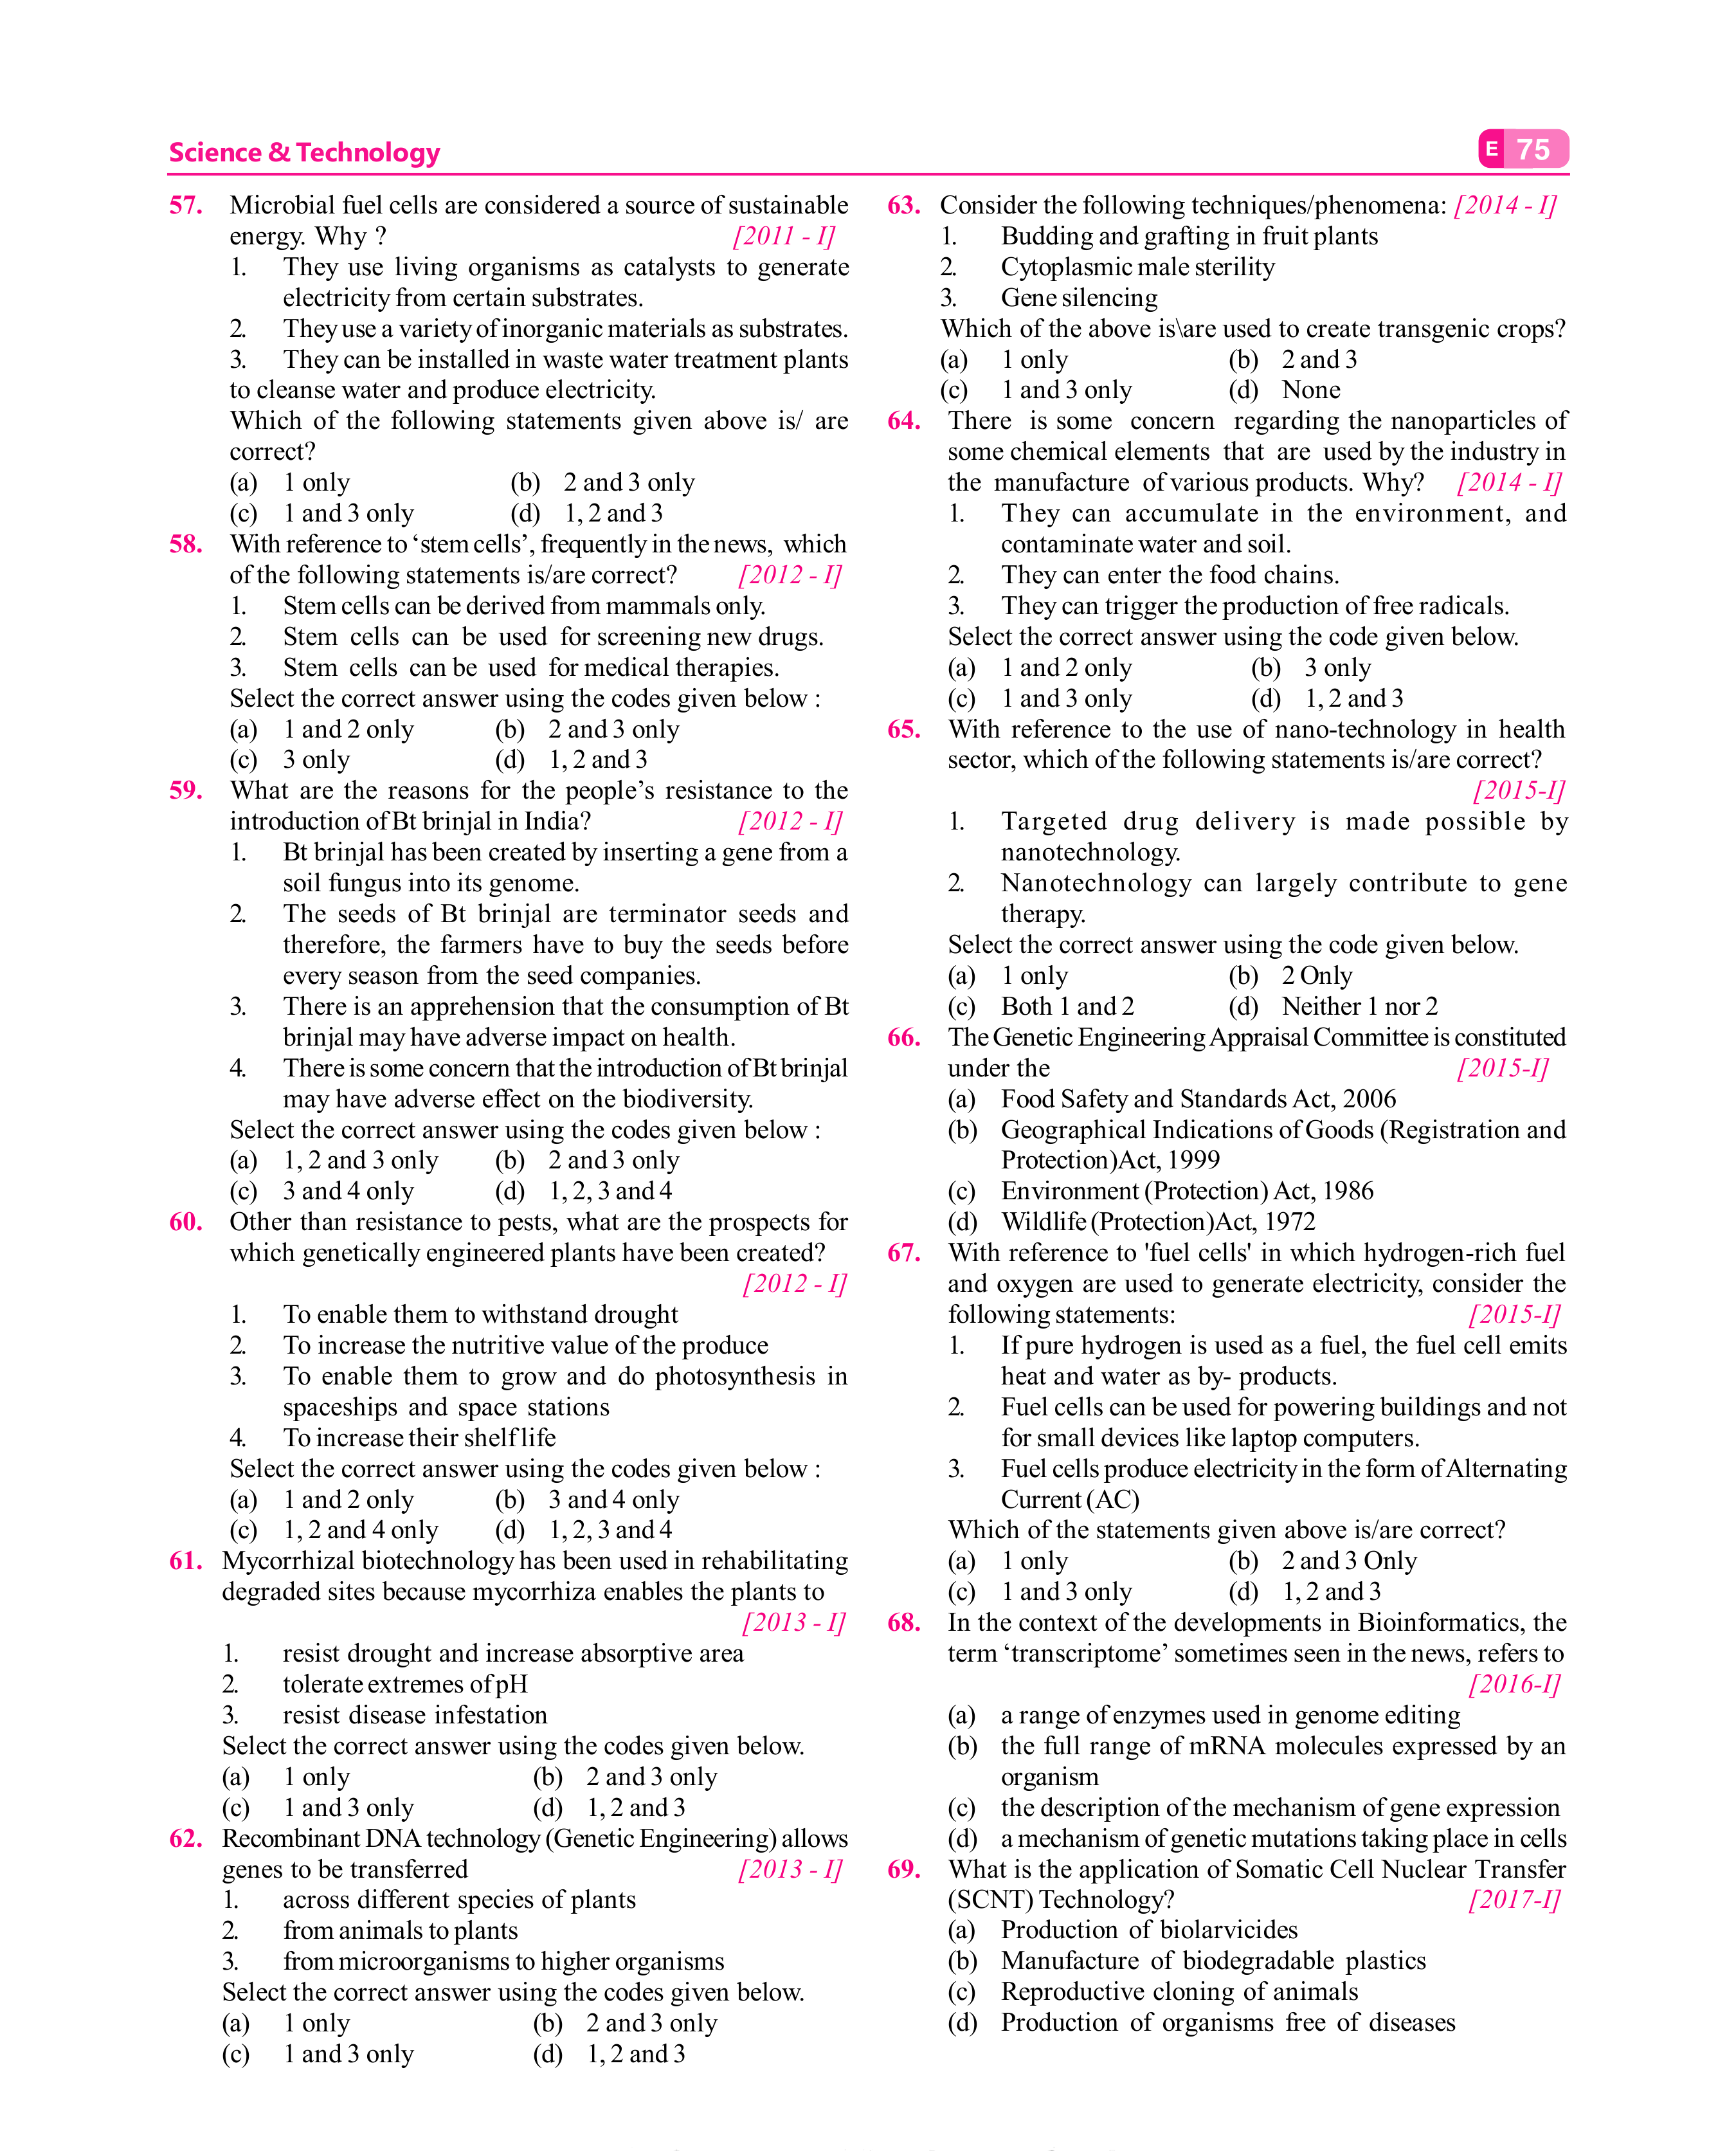 Science & Technology
E 75
57. Microbial fuel cells are considered a source of sustainable
energy. Why ? [2011 - I]
1. They use living organisms as catalysts to generate
electricity from certain substrates.
2. They use a variety of inorganic materials as substrates.
3. They can be installed in waste water treatment plants
to cleanse water and produce electricity.
Which of the following statements given above is/ are
correct?
(a) 1 only (b) 2 and 3 only
(c) 1 and 3 only (d) 1, 2 and 3
58. With reference to ‘stem cells’, frequently in the news, which
of the following statements is/are correct? [2012 - I]
1. Stem cells can be derived from mammals only.
2. Stem cells can be used for screening new drugs.
3. Stem cells can be used for medical therapies.
Select the correct answer using the codes given below :
(a) 1 and 2 only (b) 2 and 3 only
(c) 3 only (d) 1, 2 and 3
59. What are the reasons for the people’s resistance to the
introduction of Bt brinjal in India? [2012 - I]
1. Bt brinjal has been created by inserting a gene from a
soil fungus into its genome.
2. The seeds of Bt brinjal are terminator seeds and
therefore, the farmers have to buy the seeds before
every season from the seed companies.
3. There is an apprehension that the consumption of Bt
brinjal may have adverse impact on health.
4. There is some concern that the introduction of Bt brinjal
may have adverse effect on the biodiversity.
Select the correct answer using the codes given below :
(a) 1, 2 and 3 only (b) 2 and 3 only
(c) 3 and 4 only (d) 1, 2, 3 and 4
60. Other than resistance to pests, what are the prospects for
which genetically engineered plants have been created?
[2012 - I]
1. To enable them to withstand drought
2. To increase the nutritive value of the produce
3. To enable them to grow and do photosynthesis in
spaceships and space stations
4. To increase their shelf life
Select the correct answer using the codes given below :
(a) 1 and 2 only (b) 3 and 4 only
(c) 1, 2 and 4 only (d) 1, 2, 3 and 4
61. Mycorrhizal biotechnology has been used in rehabilitating
degraded sites because mycorrhiza enables the plants to
[2013 - I]
1. resist drought and increase absorptive area
2. tolerate extremes of pH
3. resist disease infestation
Select the correct answer using the codes given below.
(a) 1 only (b) 2 and 3 only
(c) 1 and 3 only (d) 1, 2 and 3
62. Recombinant DNA technology (Genetic Engineering) allows
genes to be transferred [2013 - I]
1. across different species of plants
2. from animals to plants
3. from microorganisms to higher organisms
Select the correct answer using the codes given below.
(a) 1 only (b) 2 and 3 only
(c) 1 and 3 only (d) 1, 2 and 3
63. Consider the following techniques/phenomena: [2014 - I]
1. Budding and grafting in fruit plants
2. Cytoplasmic male sterility
3. Gene silencing
Which of the above is\are used to create transgenic crops?
(a) 1 only (b) 2 and 3
(c) 1 and 3 only (d) None
64. There is some concern regarding the nanoparticles of
some chemical elements that are used by the industry in
the manufacture of various products. Why? [2014 - I]
1. They can accumulate in the environment, and
contaminate water and soil.
2. They can enter the food chains.
3. They can trigger the production of free radicals.
Select the correct answer using the code given below.
(a) 1 and 2 only (b) 3 only
(c) 1 and 3 only (d) 1, 2 and 3
65. With reference to the use of nano-technology in health
sector, which of the following statements is/are correct?
[2015-I]
1. Targeted drug delivery is made possible by
nanotechnology.
2. Nanotechnology can largely contribute to gene
therapy.
Select the correct answer using the code given below.
(a) 1 only (b) 2 Only
(c) Both 1 and 2 (d) Neither 1 nor 2
66. The Genetic Engineering Appraisal Committee is constituted
under the [2015-I]
(a) Food Safety and Standards Act, 2006
(b) Geographical Indications of Goods (Registration and
Protection)Act, 1999
(c) Environment (Protection) Act, 1986
(d) Wildlife (Protection)Act, 1972
67. With reference to 'fuel cells' in which hydrogen-rich fuel
and oxygen are used to generate electricity, consider the
following statements: [2015-I]
1. If pure hydrogen is used as a fuel, the fuel cell emits
heat and water as by- products.
2. Fuel cells can be used for powering buildings and not
for small devices like laptop computers.
3. Fuel cells produce electricity in the form of Alternating
Current (AC)
Which of the statements given above is/are correct?
(a) 1 only (b) 2 and 3 Only
(c) 1 and 3 only (d) 1, 2 and 3
68. In the context of the developments in Bioinformatics, the
term ‘transcriptome’ sometimes seen in the news, refers to
[2016-I]
(a) a range of enzymes used in genome editing
(b) the full range of mRNA molecules expressed by an
organism
(c) the description of the mechanism of gene expression
(d) a mechanism of genetic mutations taking place in cells
69. What is the application of Somatic Cell Nuclear Transfer
(SCNT) Technology? [2017-I]
(a) Production of biolarvicides
(b) Manufacture of biodegradable plastics
(c) Reproductive cloning of animals
(d) Production of organisms free of diseases